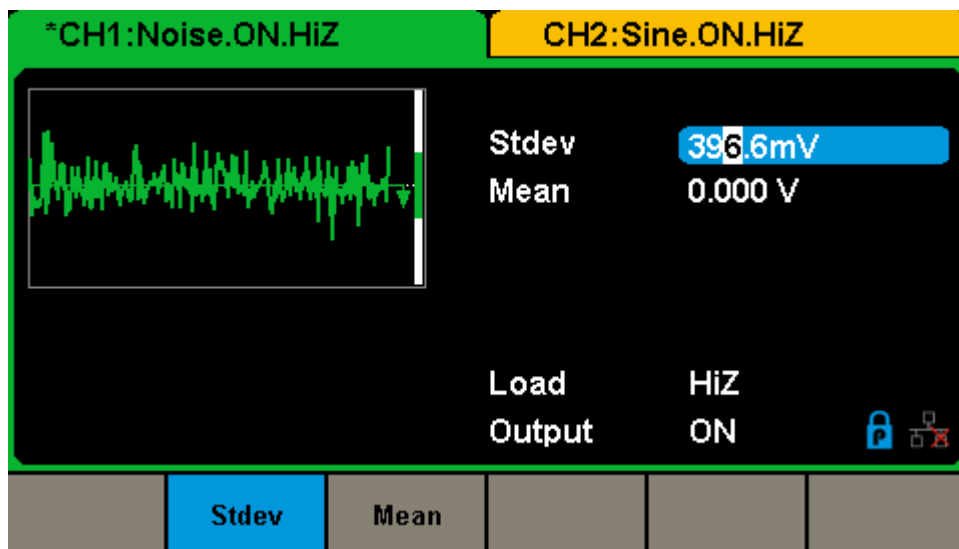 *CH1:Noise.ON.HiZ CH2:Sine.ON.HiZ
Stdev 396.6mV
Mean 0.000 V
Load HiZ
Output ON P
Stdev Mean